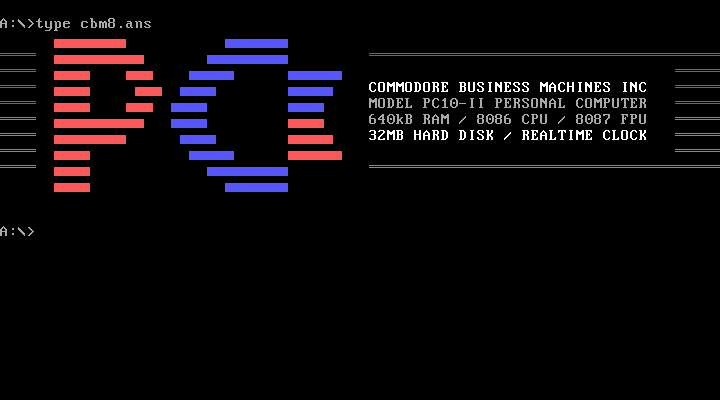 A:\>type cbm8.ans
PC
COMMODORE BUSINESS MACHINES INC
MODEL PC10-II PERSONAL COMPUTER
640kB RAM / 8086 CPU / 8087 FPU
32MB HARD DISK / REALTIME CLOCK
A:\>